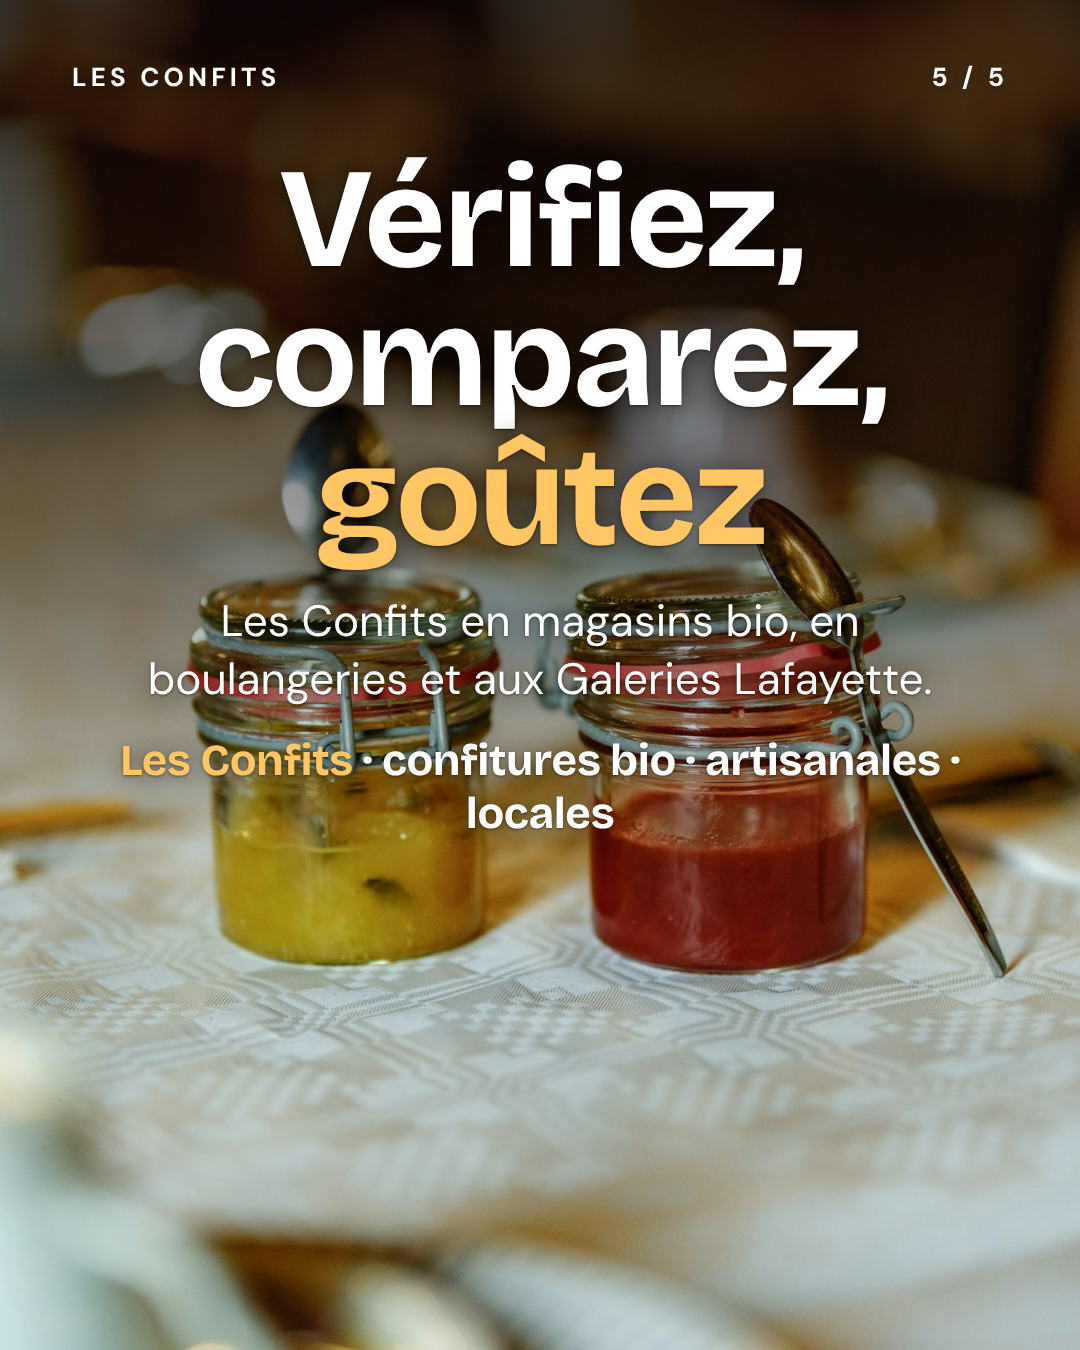 LES CONFITS
5 / 5
Vérifiez,
comparez,
goûtez
Les Confits en magasins bio, en
boulangeries et aux Galeries Lafayette.
Les Confits · confitures bio · artisanales ·
locales